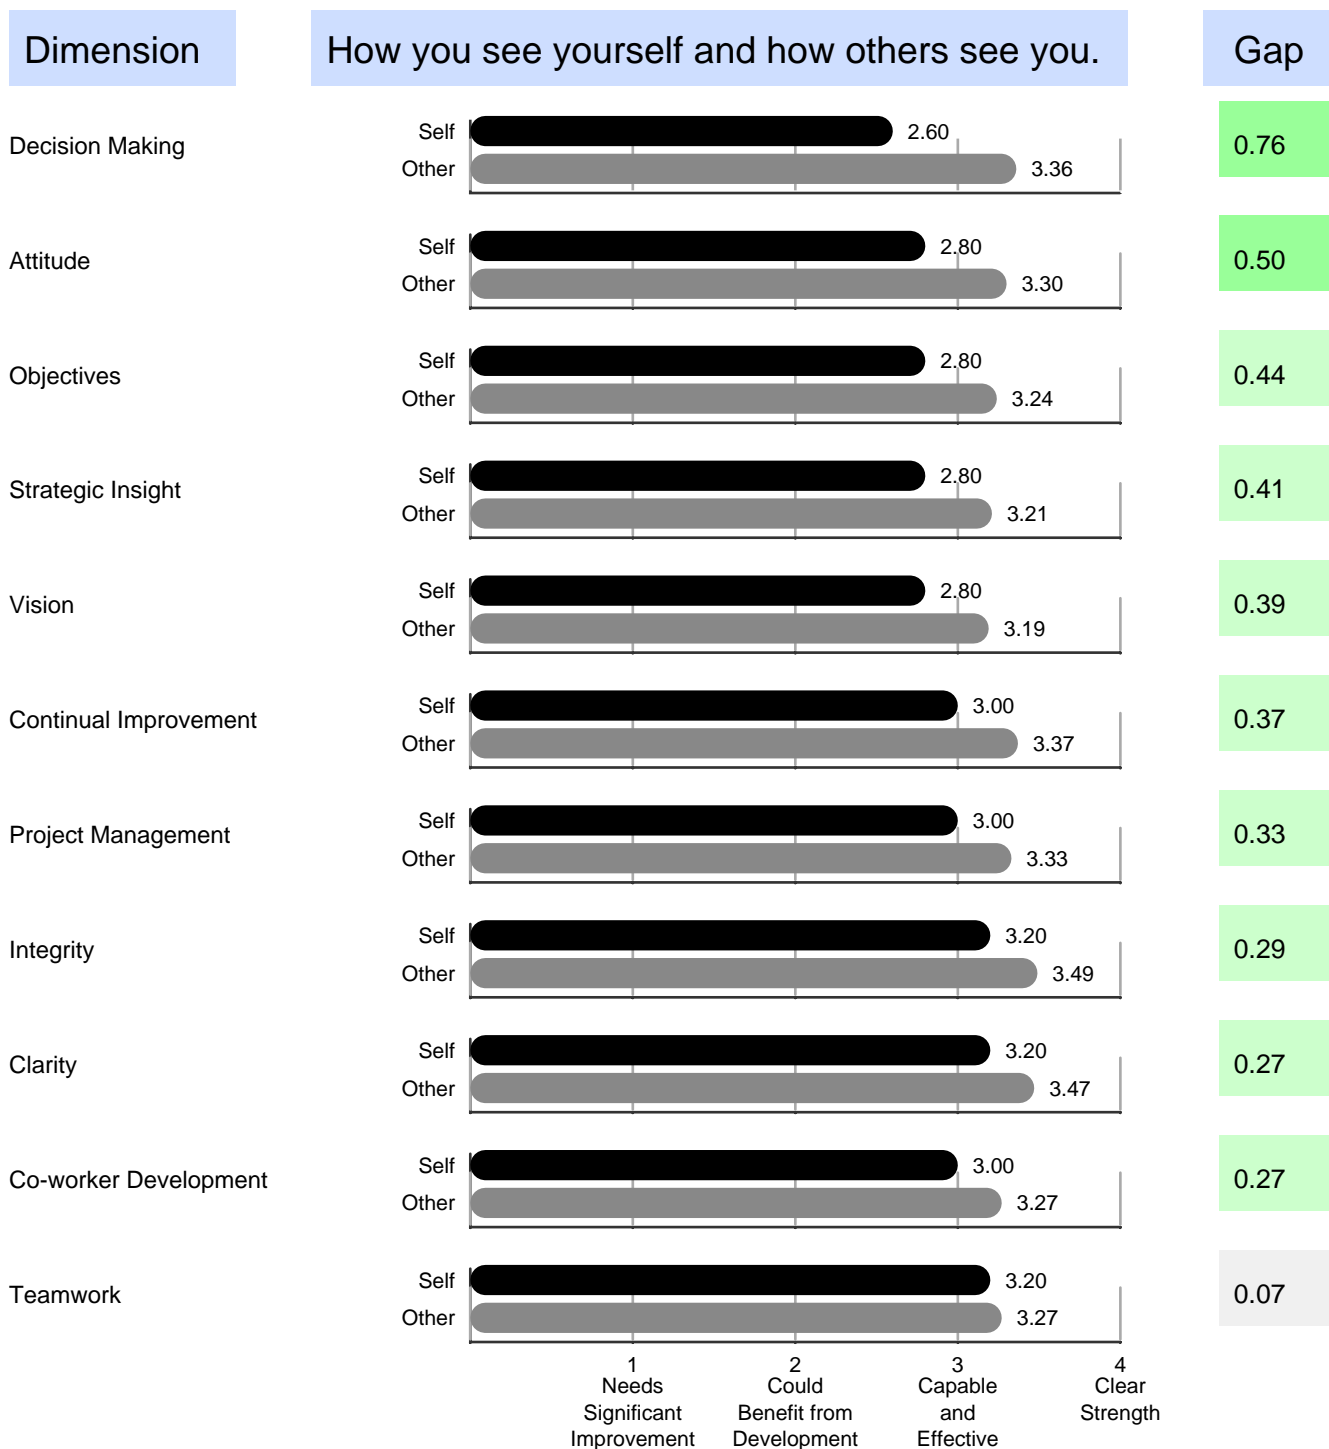 Dimension How you see yourself and how others see you. Gap
Decision Making
Self 2.60
Other 3.36
0.76
Attitude
Self 2.80
Other 3.30
0.50
Objectives
Self 2.80
Other 3.24
0.44
Strategic Insight
Self 2.80
Other 3.21
0.41
Vision
Self 2.80
Other 3.19
0.39
Continual Improvement
Self 3.00
Other 3.37
0.37
Project Management
Self 3.00
Other 3.33
0.33
Integrity
Self 3.20
Other 3.49
0.29
Clarity
Self 3.20
Other 3.47
0.27
Co-worker Development
Self 3.00
Other 3.27
0.27
Teamwork
Self 3.20
Other 3.27
0.07
1 2 3 4
Needs Could Capable Clear
Significant Benefit from and Strength
Improvement Development Effective